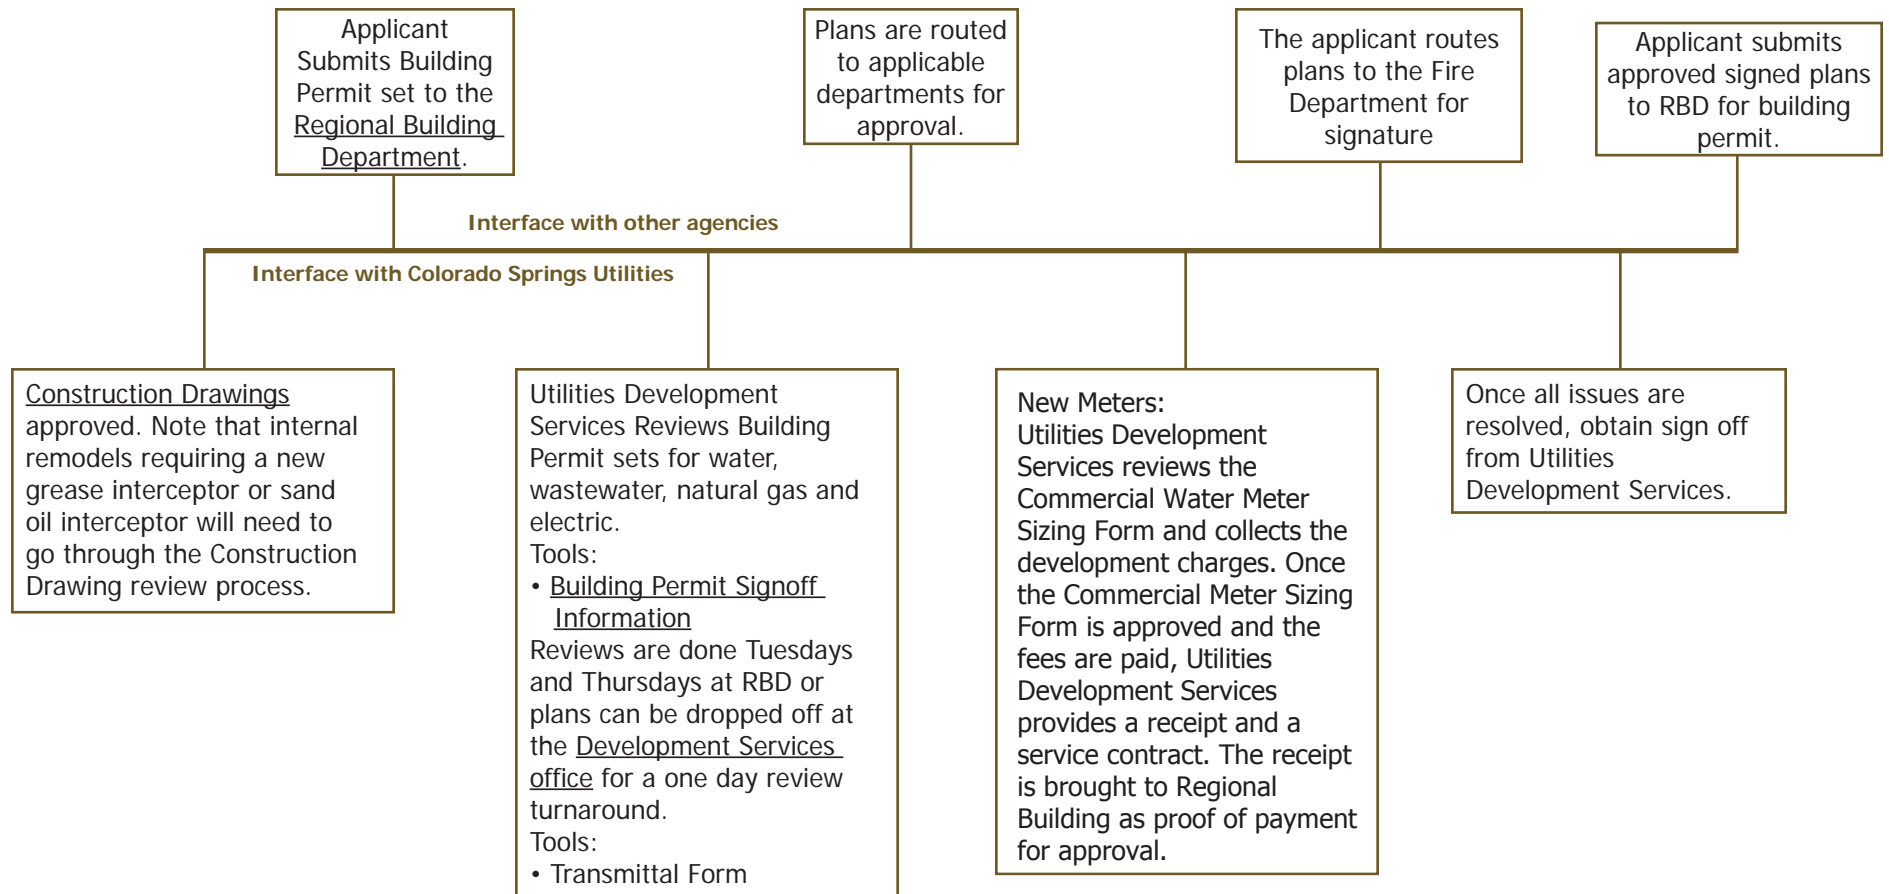 Applicant
Submits Building
Permit set to the
Regional Building
Department.
Plans are routed
to applicable
departments for
approval.
The applicant routes
plans to the Fire
Department for
signature
Applicant submits
approved signed plans
to RBD for building
permit.
Interface with other agencies
Interface with Colorado Springs Utilities
Construction Drawings
approved. Note that internal
remodels requiring a new
grease interceptor or sand
oil interceptor will need to
go through the Construction
Drawing review process.
Utilities Development
Services Reviews Building
Permit sets for water,
wastewater, natural gas and
electric.
Tools:
• Building Permit Signoff
Information
Reviews are done Tuesdays
and Thursdays at RBD or
plans can be dropped off at
the Development Services
office for a one day review
turnaround.
Tools:
• Transmittal Form
New Meters:
Utilities Development
Services reviews the
Commercial Water Meter
Sizing Form and collects the
development charges. Once
the Commercial Meter Sizing
Form is approved and the
fees are paid, Utilities
Development Services
provides a receipt and a
service contract. The receipt
is brought to Regional
Building as proof of payment
for approval.
Once all issues are
resolved, obtain sign off
from Utilities
Development Services.